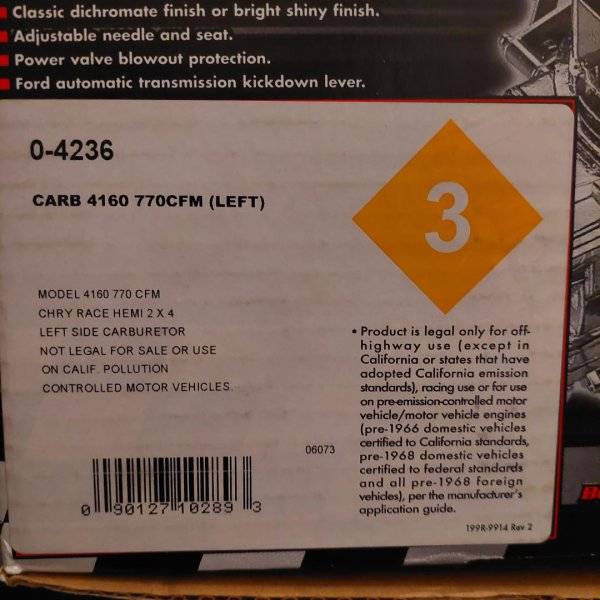 Classic dichromate finish or bright shiny finish.
Adjustable needle and seat.
Power valve blowout protection.
Ford automatic transmission kickdown lever.
0-4236
CARB 4160 770CFM (LEFT)
3
MODEL 4160 770 CFM
CHRY RACE HEMI 2 X 4
LEFT SIDE CARBURETOR
NOT LEGAL FOR SALE OR USE
ON CALIF. POLLUTION
CONTROLLED MOTOR VEHICLES.
06073
0 90127 10289 3
• Product is legal only for off-
highway use (except in
California or states that have
adopted California emission
standards), racing use or for use
on pre-emission-controlled motor
vehicle/motor vehicle engines
(pre-1966 domestic vehicles
certified to California standards,
pre-1968 domestic vehicles
certified to federal standards
and all pre-1968 foreign
vehicles), per the manufacturer's
application guide.
199R-9914 Rev 2